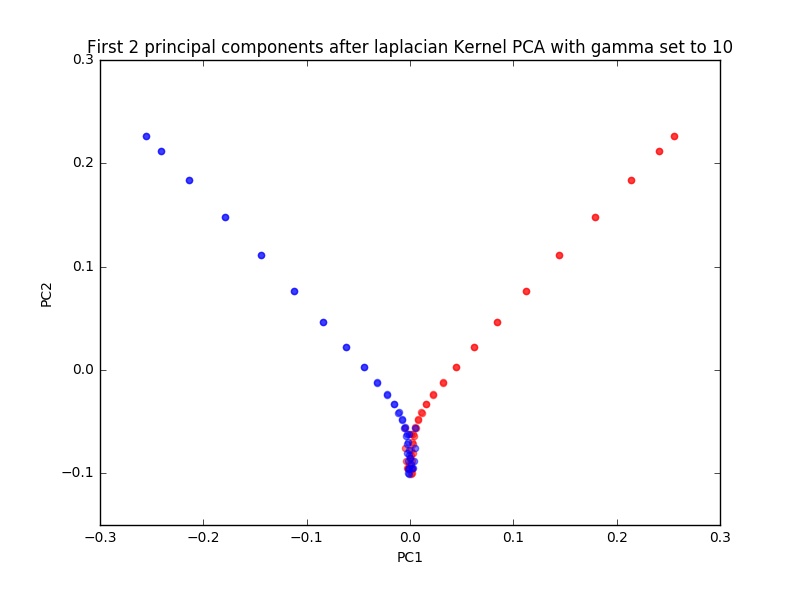 First 2 principal components after laplacian Kernel PCA with gamma set to 10
0.3
0.2
0.1
0.0
−0.1
PC2
−0.3 −0.2 −0.1 0.0 0.1 0.2 0.3
PC1